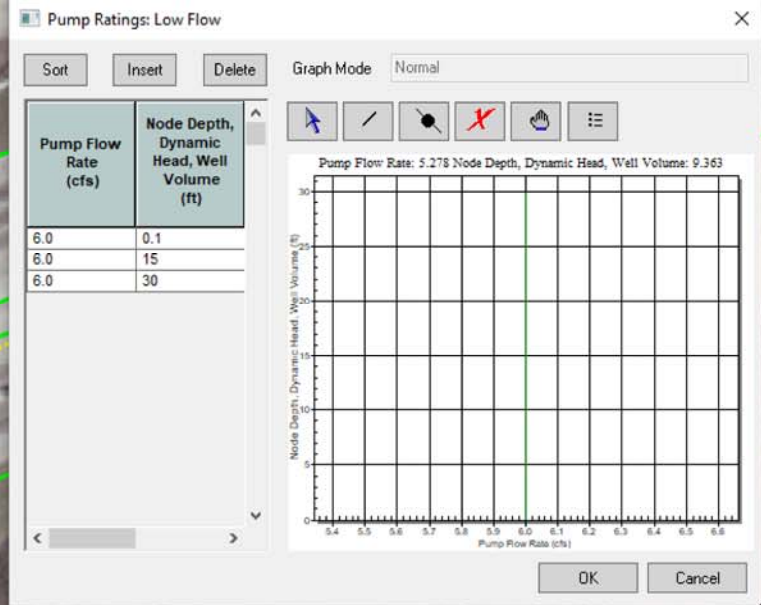 Pump Ratings: Low Flow
Sort Insert Delete Graph Mode Normal
Pump Flow Rate (cfs)
Node Depth, Dynamic Head, Well Volume (ft)
6.0 0.1
6.0 15
6.0 30
Pump Flow Rate: 5.278 Node Depth, Dynamic Head, Well Volume: 9.363
Node Depth, Dynamic Head, Well Volume (ft)
30
25
20
15
10
5
0
5.4 5.5 5.6 5.7 5.8 5.9 6.0 6.1 6.2 6.3 6.4 6.5 6.6
Pump Flow Rate (cfs)
OK Cancel